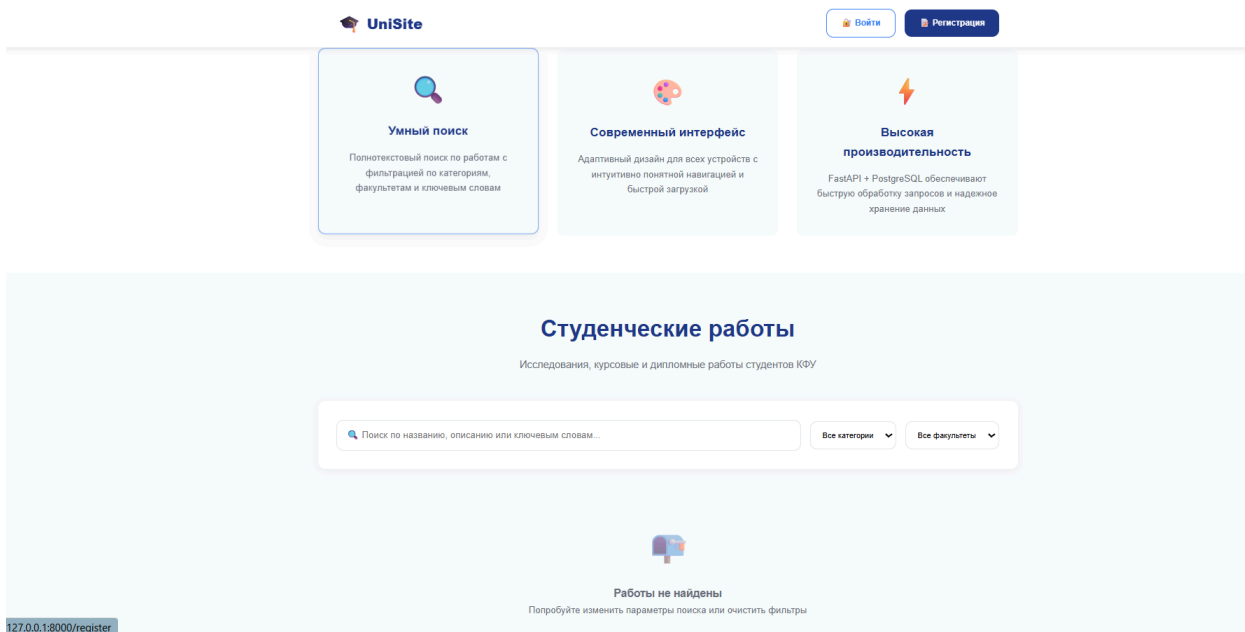 UniSite
Войти
Регистрация
Умный поиск
Полнотекстовый поиск по работам с
фильтрацией по категориям,
факультетам и ключевым словам
Современный интерфейс
Адаптивный дизайн для всех устройств с
интуитивно понятной навигацией и
быстрой загрузкой
Высокая
производительность
FastAPI + PostgreSQL обеспечивают
быструю обработку запросов и надежное
хранение данных
Студенческие работы
Исследования, курсовые и дипломные работы студентов КФУ
Поиск по названию, описанию или ключевым словам...
Все категории
Все факультеты
Работы не найдены
Попробуйте изменить параметры поиска или очистить фильтры
127.0.0.1:8000/register